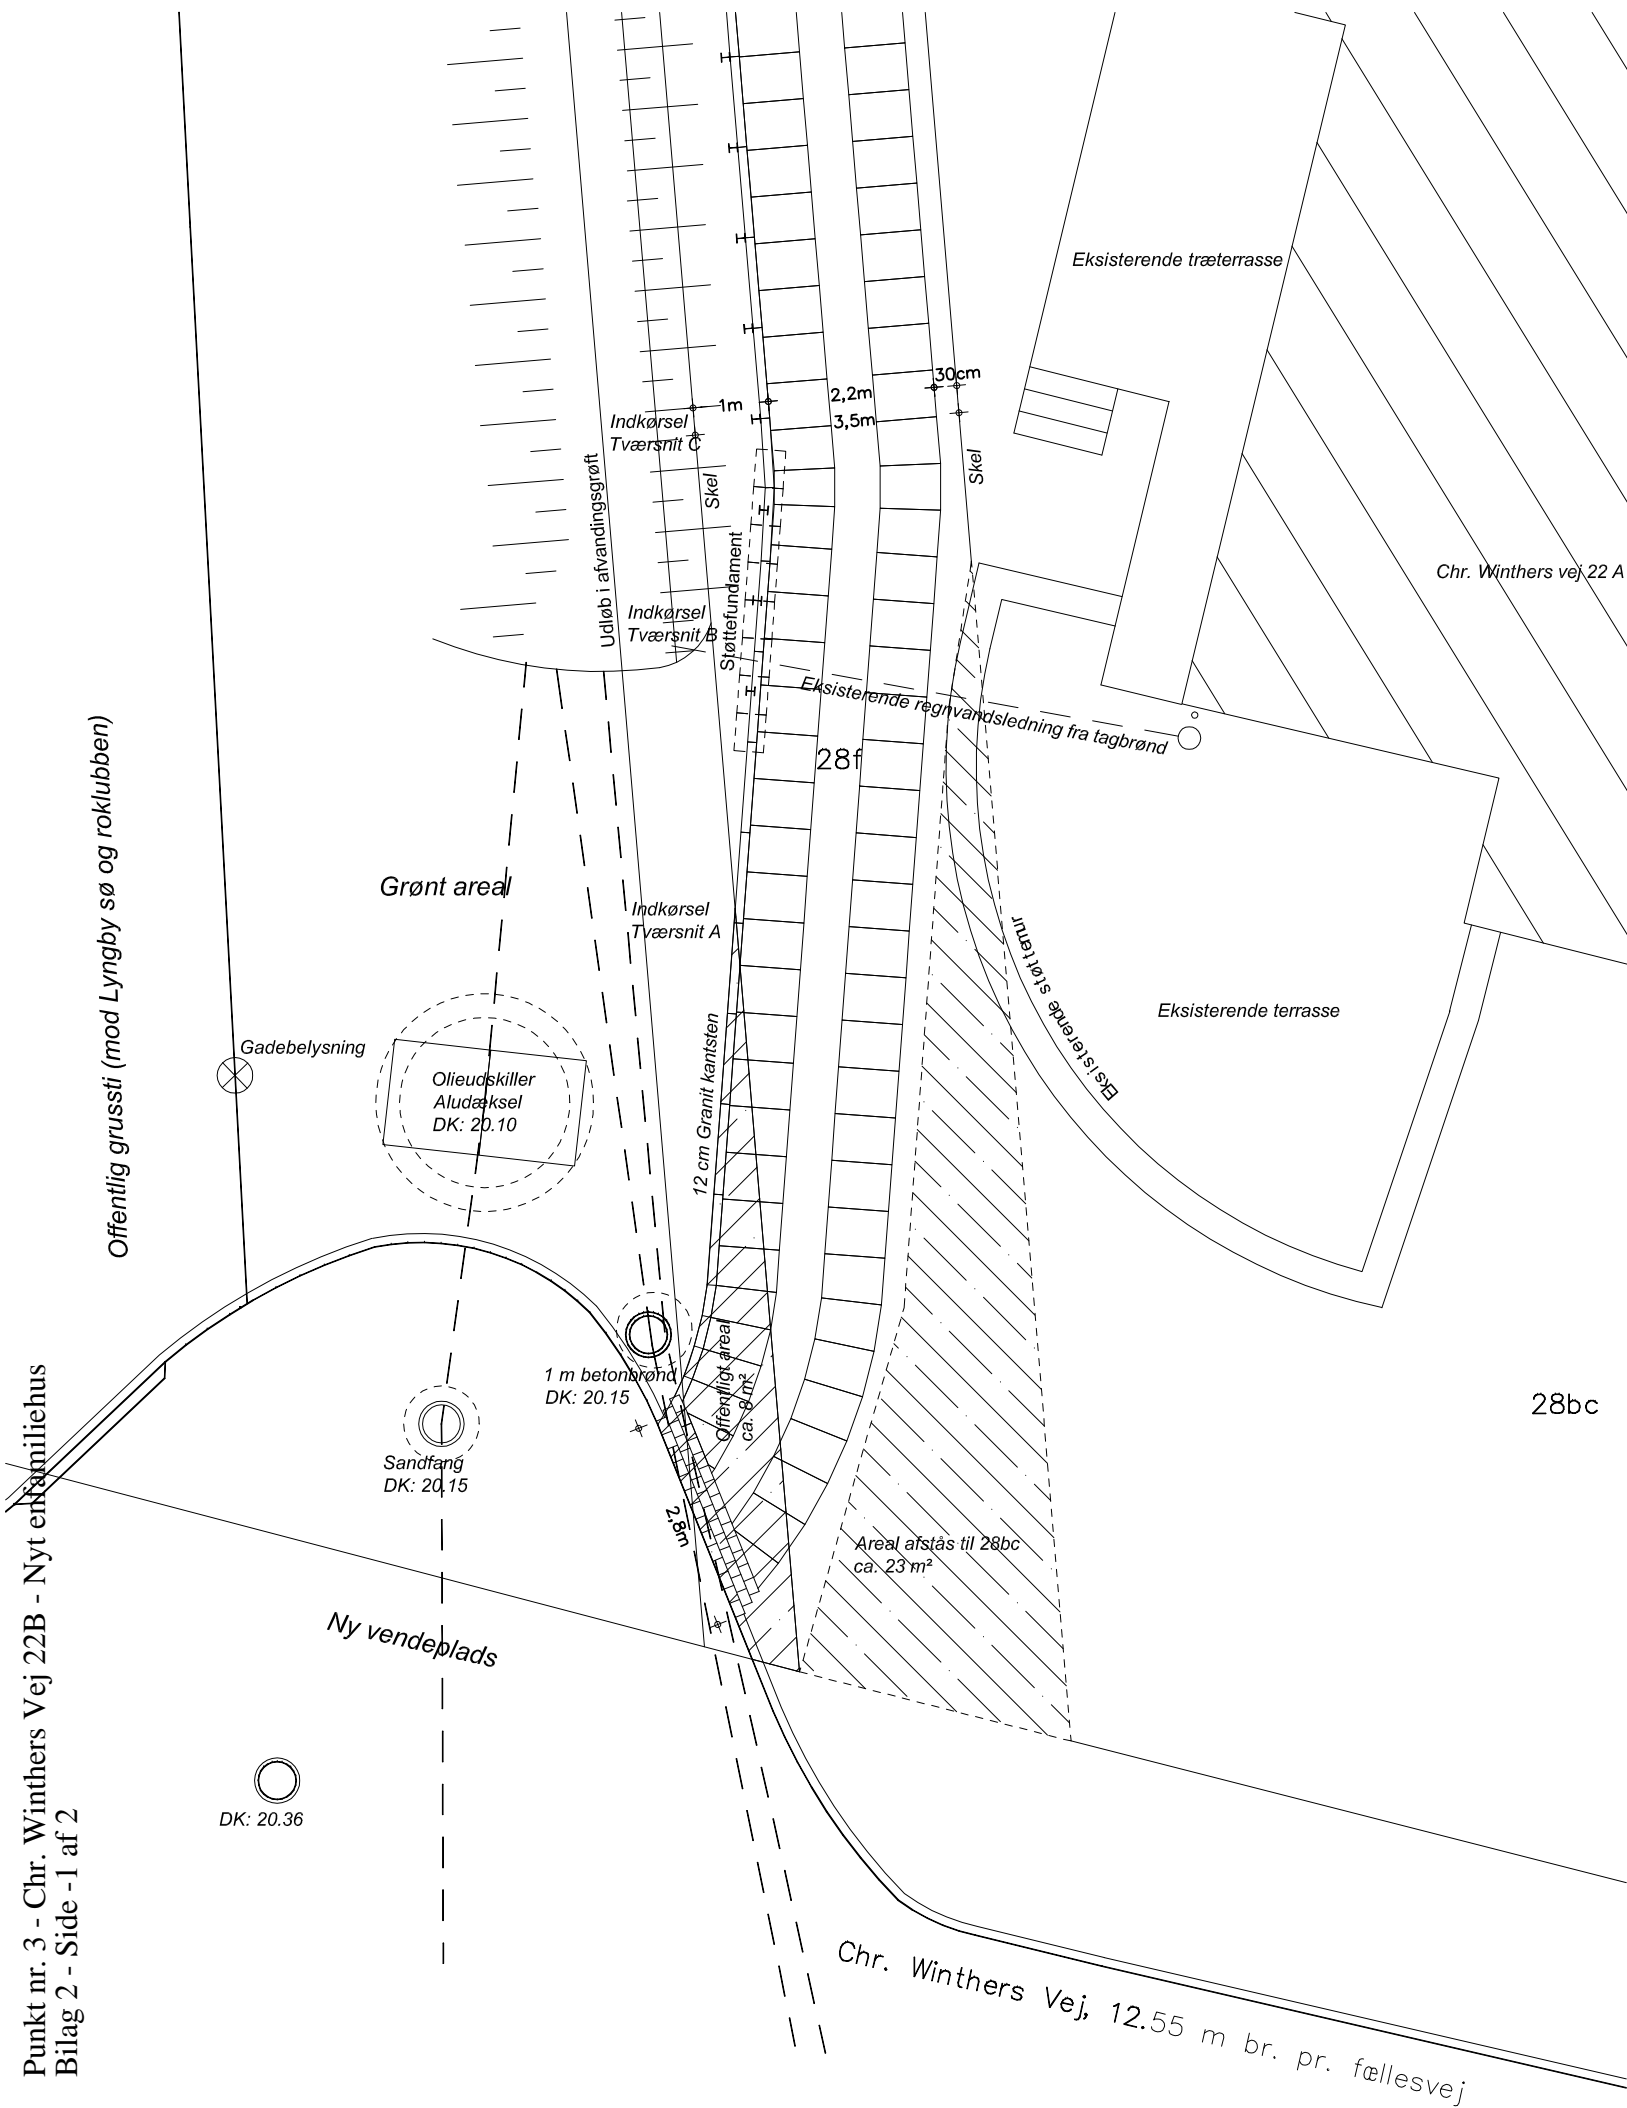 Eksisterende træterrasse
30cm
2,2m
1m
3,5m
Indkørsel
Tværsnit C
Skel
Skel
Udløb i afvandingsgrøft
Støttefundament
Chr. Winthers vej 22 A
Indkørsel
Tværsnit B
Eksisterende regnvandsledning fra tagbrønd
28f
Offentlig grussti (mod Lyngby sø og roklubben)
Grønt areal
Indkørsel
Tværsnit A
Eksisterende støttemur
Eksisterende terrasse
12 cm Granit kantsten
Gadebelysning
Olieudskiller
Aludæksel
DK: 20.10
1 m betonbrønd
DK: 20.15
Offentligt areal
ca. 8 m²
28bc
Sandfang
DK: 20.15
2,8m
Areal afstås til 28bc
ca. 23 m²
Ny vendeplads
DK: 20.36
Chr. Winthers Vej, 12.55 m br. pr. fællesvej
Punkt nr. 3 - Chr. Winthers Vej 22B - Nyt enfamiliehus
Bilag 2 - Side -1 af 2